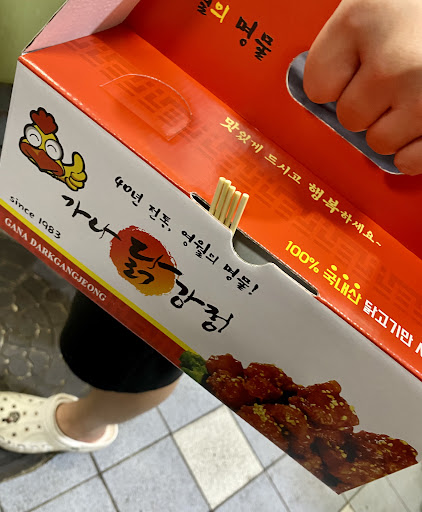 의 명물
맛있게 드시고 행복하세요~
100% 국내산 닭고기만
40년 전통, 영월의 명물!
가나닭강정
since 1983
GANA DARKGANGJEONG